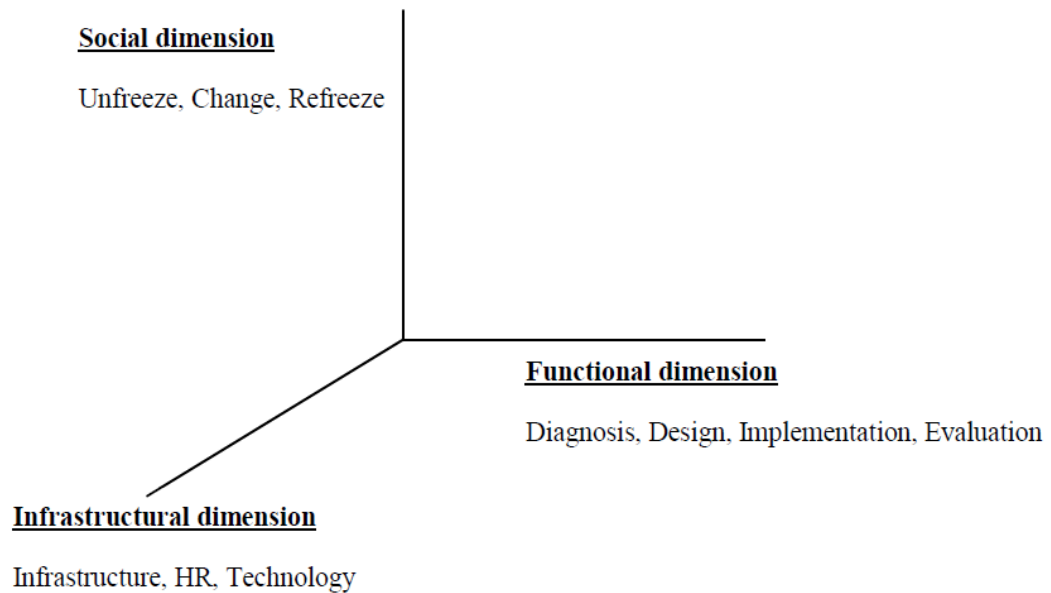 Social dimension
Unfreeze, Change, Refreeze
Functional dimension
Diagnosis, Design, Implementation, Evaluation
Infrastructural dimension
Infrastructure, HR, Technology